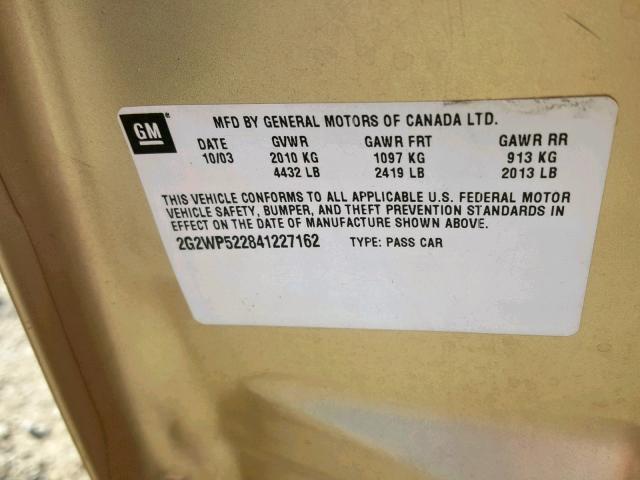 GM
MFD BY GENERAL MOTORS OF CANADA LTD.
DATE GVWR GAWR FRT GAWR RR
10/03 2010 KG 1097 KG 913 KG
4432 LB 2419 LB 2013 LB
THIS VEHICLE CONFORMS TO ALL APPLICABLE U.S. FEDERAL MOTOR
VEHICLE SAFETY, BUMPER, AND THEFT PREVENTION STANDARDS IN
EFFECT ON THE DATE OF MANUFACTURE SHOWN ABOVE.
2G2WP522841227162 TYPE: PASS CAR